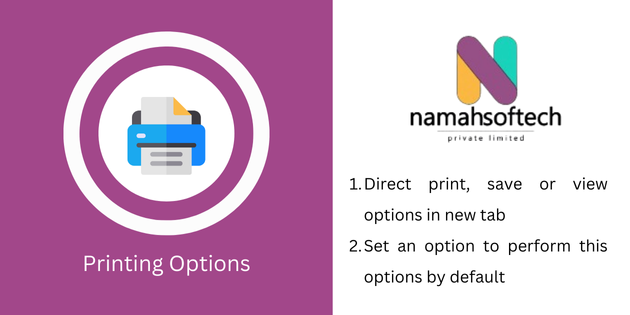 Printing Options
namahsoftech
private limited
1. Direct print, save or view
options in new tab
2. Set an option to perform this
options by default